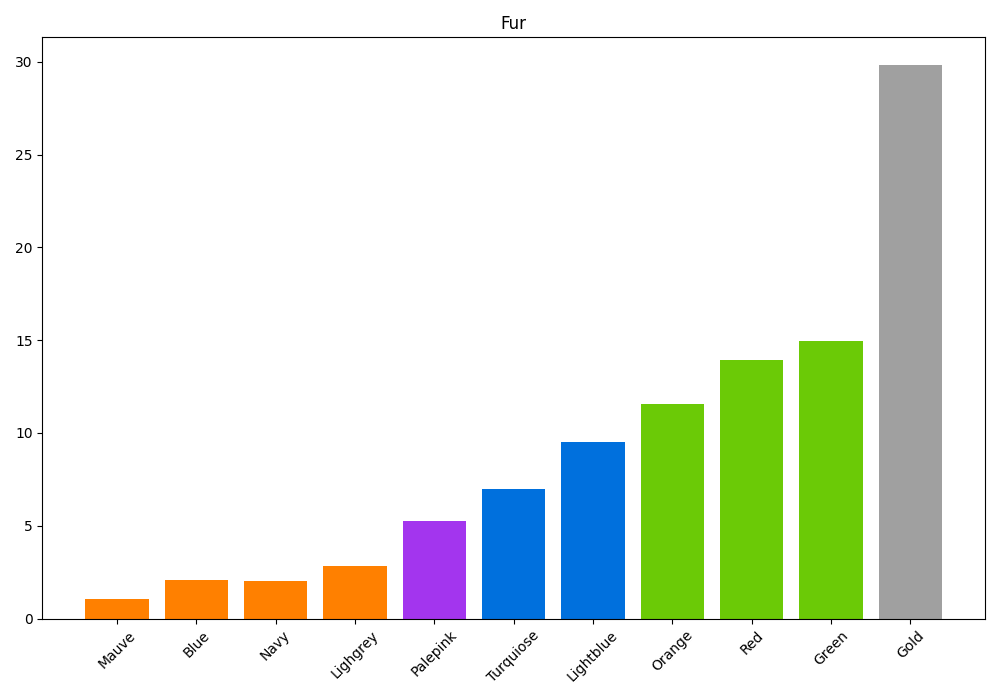 Fur
30
25
20
15
10
5
0
Mauve
Blue
Navy
Lighgrey
Palepink
Turquiose
Lightblue
Orange
Red
Green
Gold